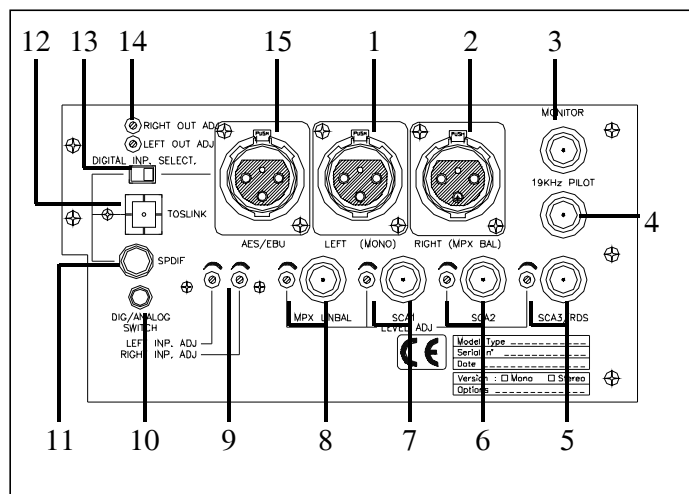 12 13 14 15 1 2 3
MONITOR
RIGHT OUT ADJ
LEFT OUT ADJ
DIGITAL INP. SELECT.
PUSH PUSH PUSH
19KHz PILOT
TOSLINK
4
AES/EBU LEFT (MONO) RIGHT (MPX BAL)
SPDIF
DIG/ANALOG
SWITCH
MPX UNBAL SCA1 SCA2 SCA3/RDS
LEVEL ADJ
LEFT INP. ADJ
RIGHT INP. ADJ
CE
Model Type
Serial n°
Date
Version : Mono Stereo
Options
11 10 9 8 7 6 5